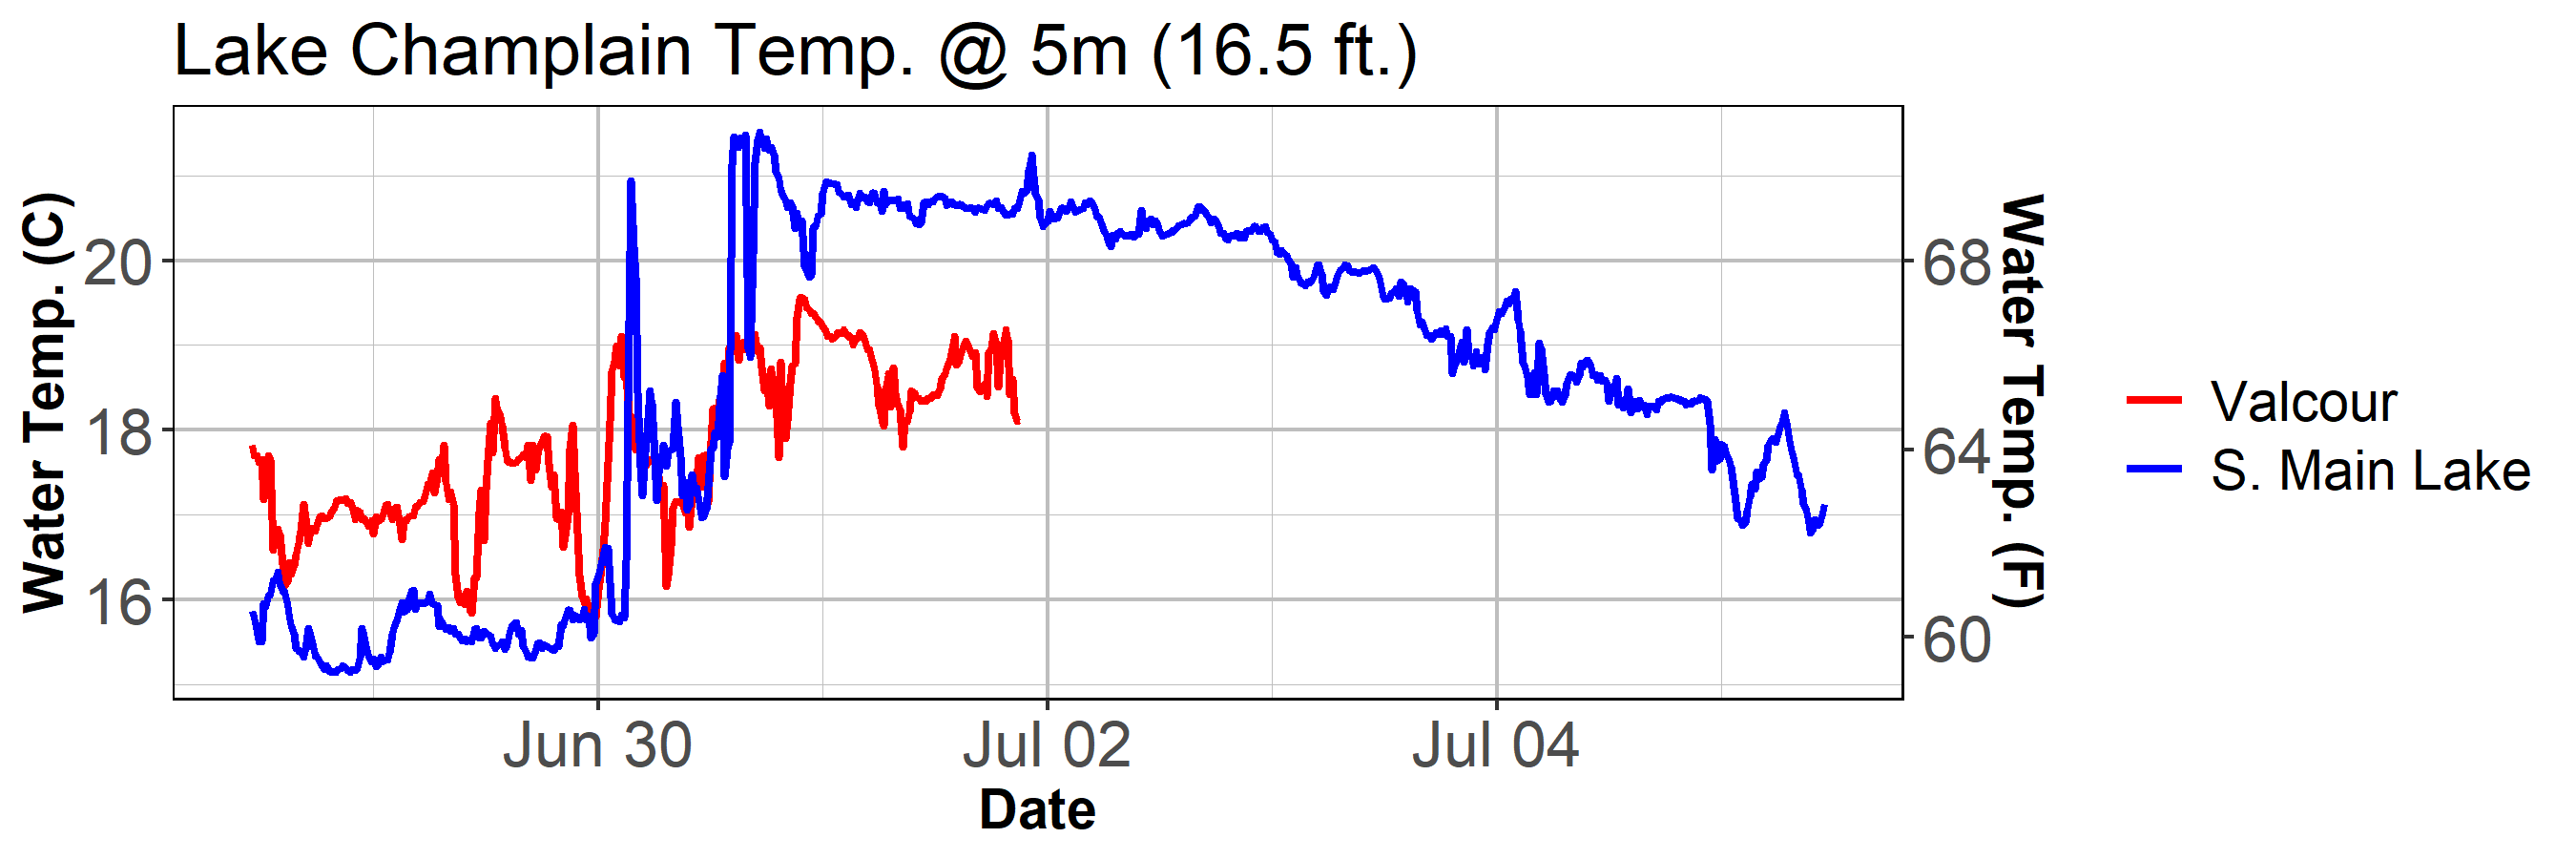 Lake Champlain Temp. @ 5m (16.5 ft.)
Water Temp. (C)
20
18
16
68
64
60
Water Temp. (F)
Jun 30
Jul 02
Jul 04
Date
Valcour
S. Main Lake